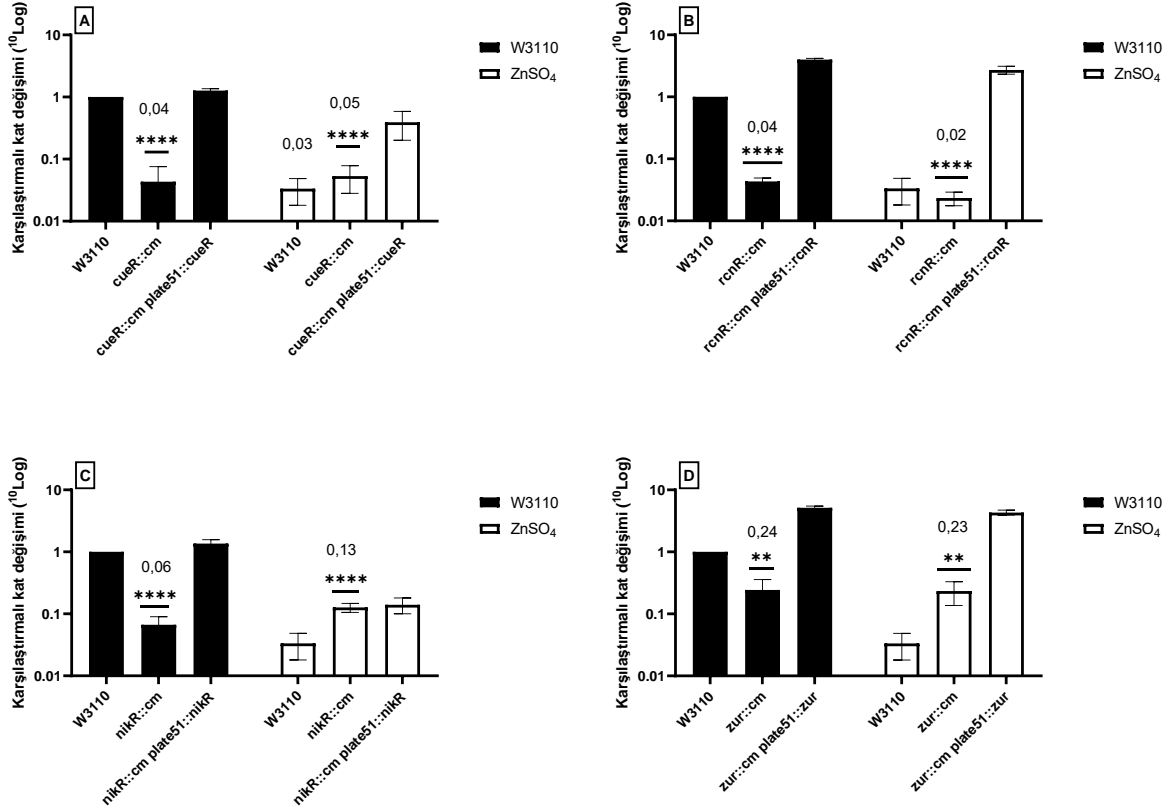 A
Karşılaştırmalı kat değişimi (¹⁰Log)
10
1
0.1
0.01
0,04
****
0,03
0,05
****
W3110
cueR::cm
cueR::cm plate51::cueR
W3110
cueR::cm
cueR::cm plate51::cueR
W3110
ZnSO₄
B
Karşılaştırmalı kat değişimi (¹⁰Log)
10
1
0.1
0.01
0,04
****
0,02
****
W3110
rcnR::cm
rcnR::cm plate51::rcnR
W3110
rcnR::cm
rcnR::cm plate51::rcnR
W3110
ZnSO₄
C
Karşılaştırmalı kat değişimi (¹⁰Log)
10
1
0.1
0.01
0,06
****
0,13
****
W3110
nikR::cm
nikR::cm plate51::nikR
W3110
nikR::cm
nikR::cm plate51::nikR
W3110
ZnSO₄
D
Karşılaştırmalı kat değişimi (¹⁰Log)
10
1
0.1
0.01
0,24
**
0,23
**
W3110
zur::cm
zur::cm plate51::zur
W3110
zur::cm
zur::cm plate51::zur
W3110
ZnSO₄